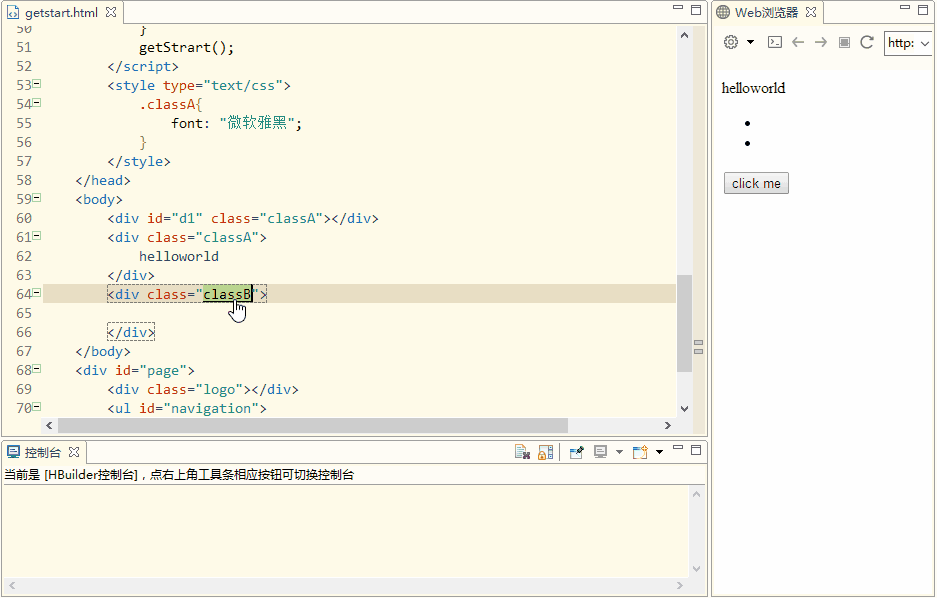 getstart.html
50 }
51 getStrart();
52 </script>
53 <style type="text/css">
54 .classA{
55 font: "微软雅黑";
56 }
57 </style>
58 </head>
59 <body>
60 <div id="d1" class="classA"></div>
61 <div class="classA">
62 helloworld
63 </div>
64 <div class="classB">
65
66 </div>
67 </body>
68 <div id="page">
69 <div class="logo"></div>
70 <ul id="navigation">
控制台
当前是 [HBuilder控制台]，点右上角工具条相应按钮可切换控制台
Web浏览器
http:
helloworld
click me